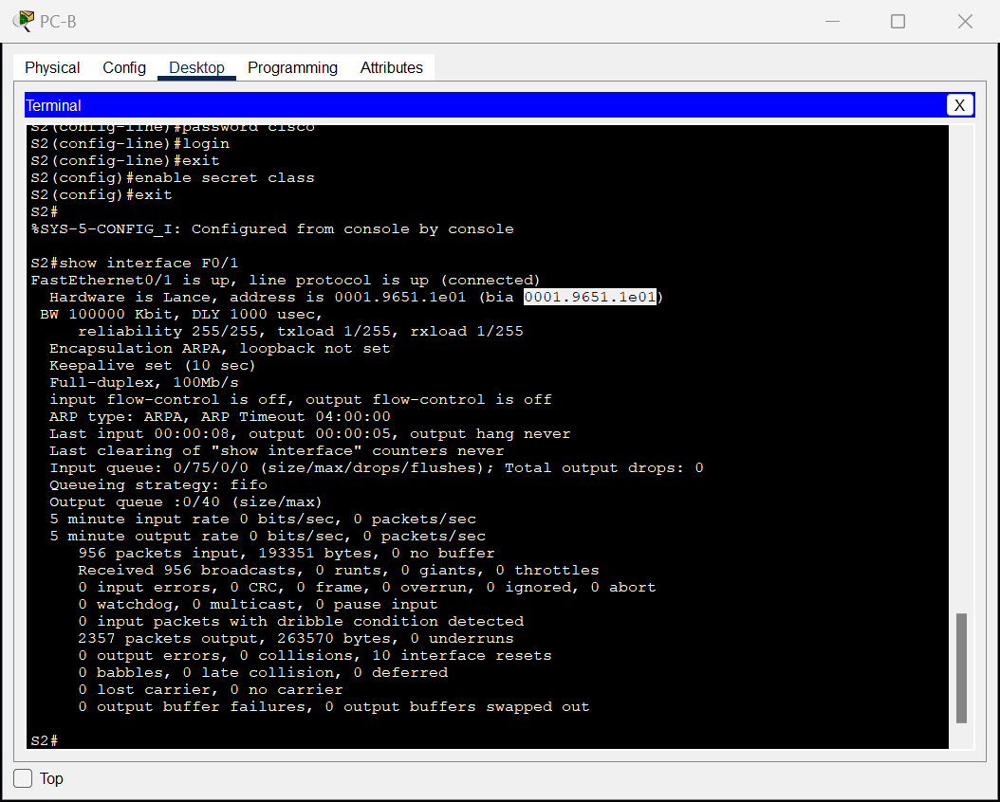 PC-B
Physical Config Desktop Programming Attributes
Terminal X
S2(config-line)#password cisco
S2(config-line)#login
S2(config-line)#exit
S2(config)#enable secret class
S2(config)#exit
S2#
%SYS-5-CONFIG_I: Configured from console by console
S2#show interface F0/1
FastEthernet0/1 is up, line protocol is up (connected)
Hardware is Lance, address is 0001.9651.1e01 (bia 0001.9651.1e01)
BW 100000 Kbit, DLY 1000 usec,
reliability 255/255, txload 1/255, rxload 1/255
Encapsulation ARPA, loopback not set
Keepalive set (10 sec)
Full-duplex, 100Mb/s
input flow-control is off, output flow-control is off
ARP type: ARPA, ARP Timeout 04:00:00
Last input 00:00:08, output 00:00:05, output hang never
Last clearing of "show interface" counters never
Input queue: 0/75/0/0 (size/max/drops/flushes); Total output drops: 0
Queueing strategy: fifo
Output queue :0/40 (size/max)
5 minute input rate 0 bits/sec, 0 packets/sec
5 minute output rate 0 bits/sec, 0 packets/sec
956 packets input, 193351 bytes, 0 no buffer
Received 956 broadcasts, 0 runts, 0 giants, 0 throttles
0 input errors, 0 CRC, 0 frame, 0 overrun, 0 ignored, 0 abort
0 watchdog, 0 multicast, 0 pause input
0 input packets with dribble condition detected
2357 packets output, 263570 bytes, 0 underruns
0 output errors, 0 collisions, 10 interface resets
0 babbles, 0 late collision, 0 deferred
0 lost carrier, 0 no carrier
0 output buffer failures, 0 output buffers swapped out
S2#
Top